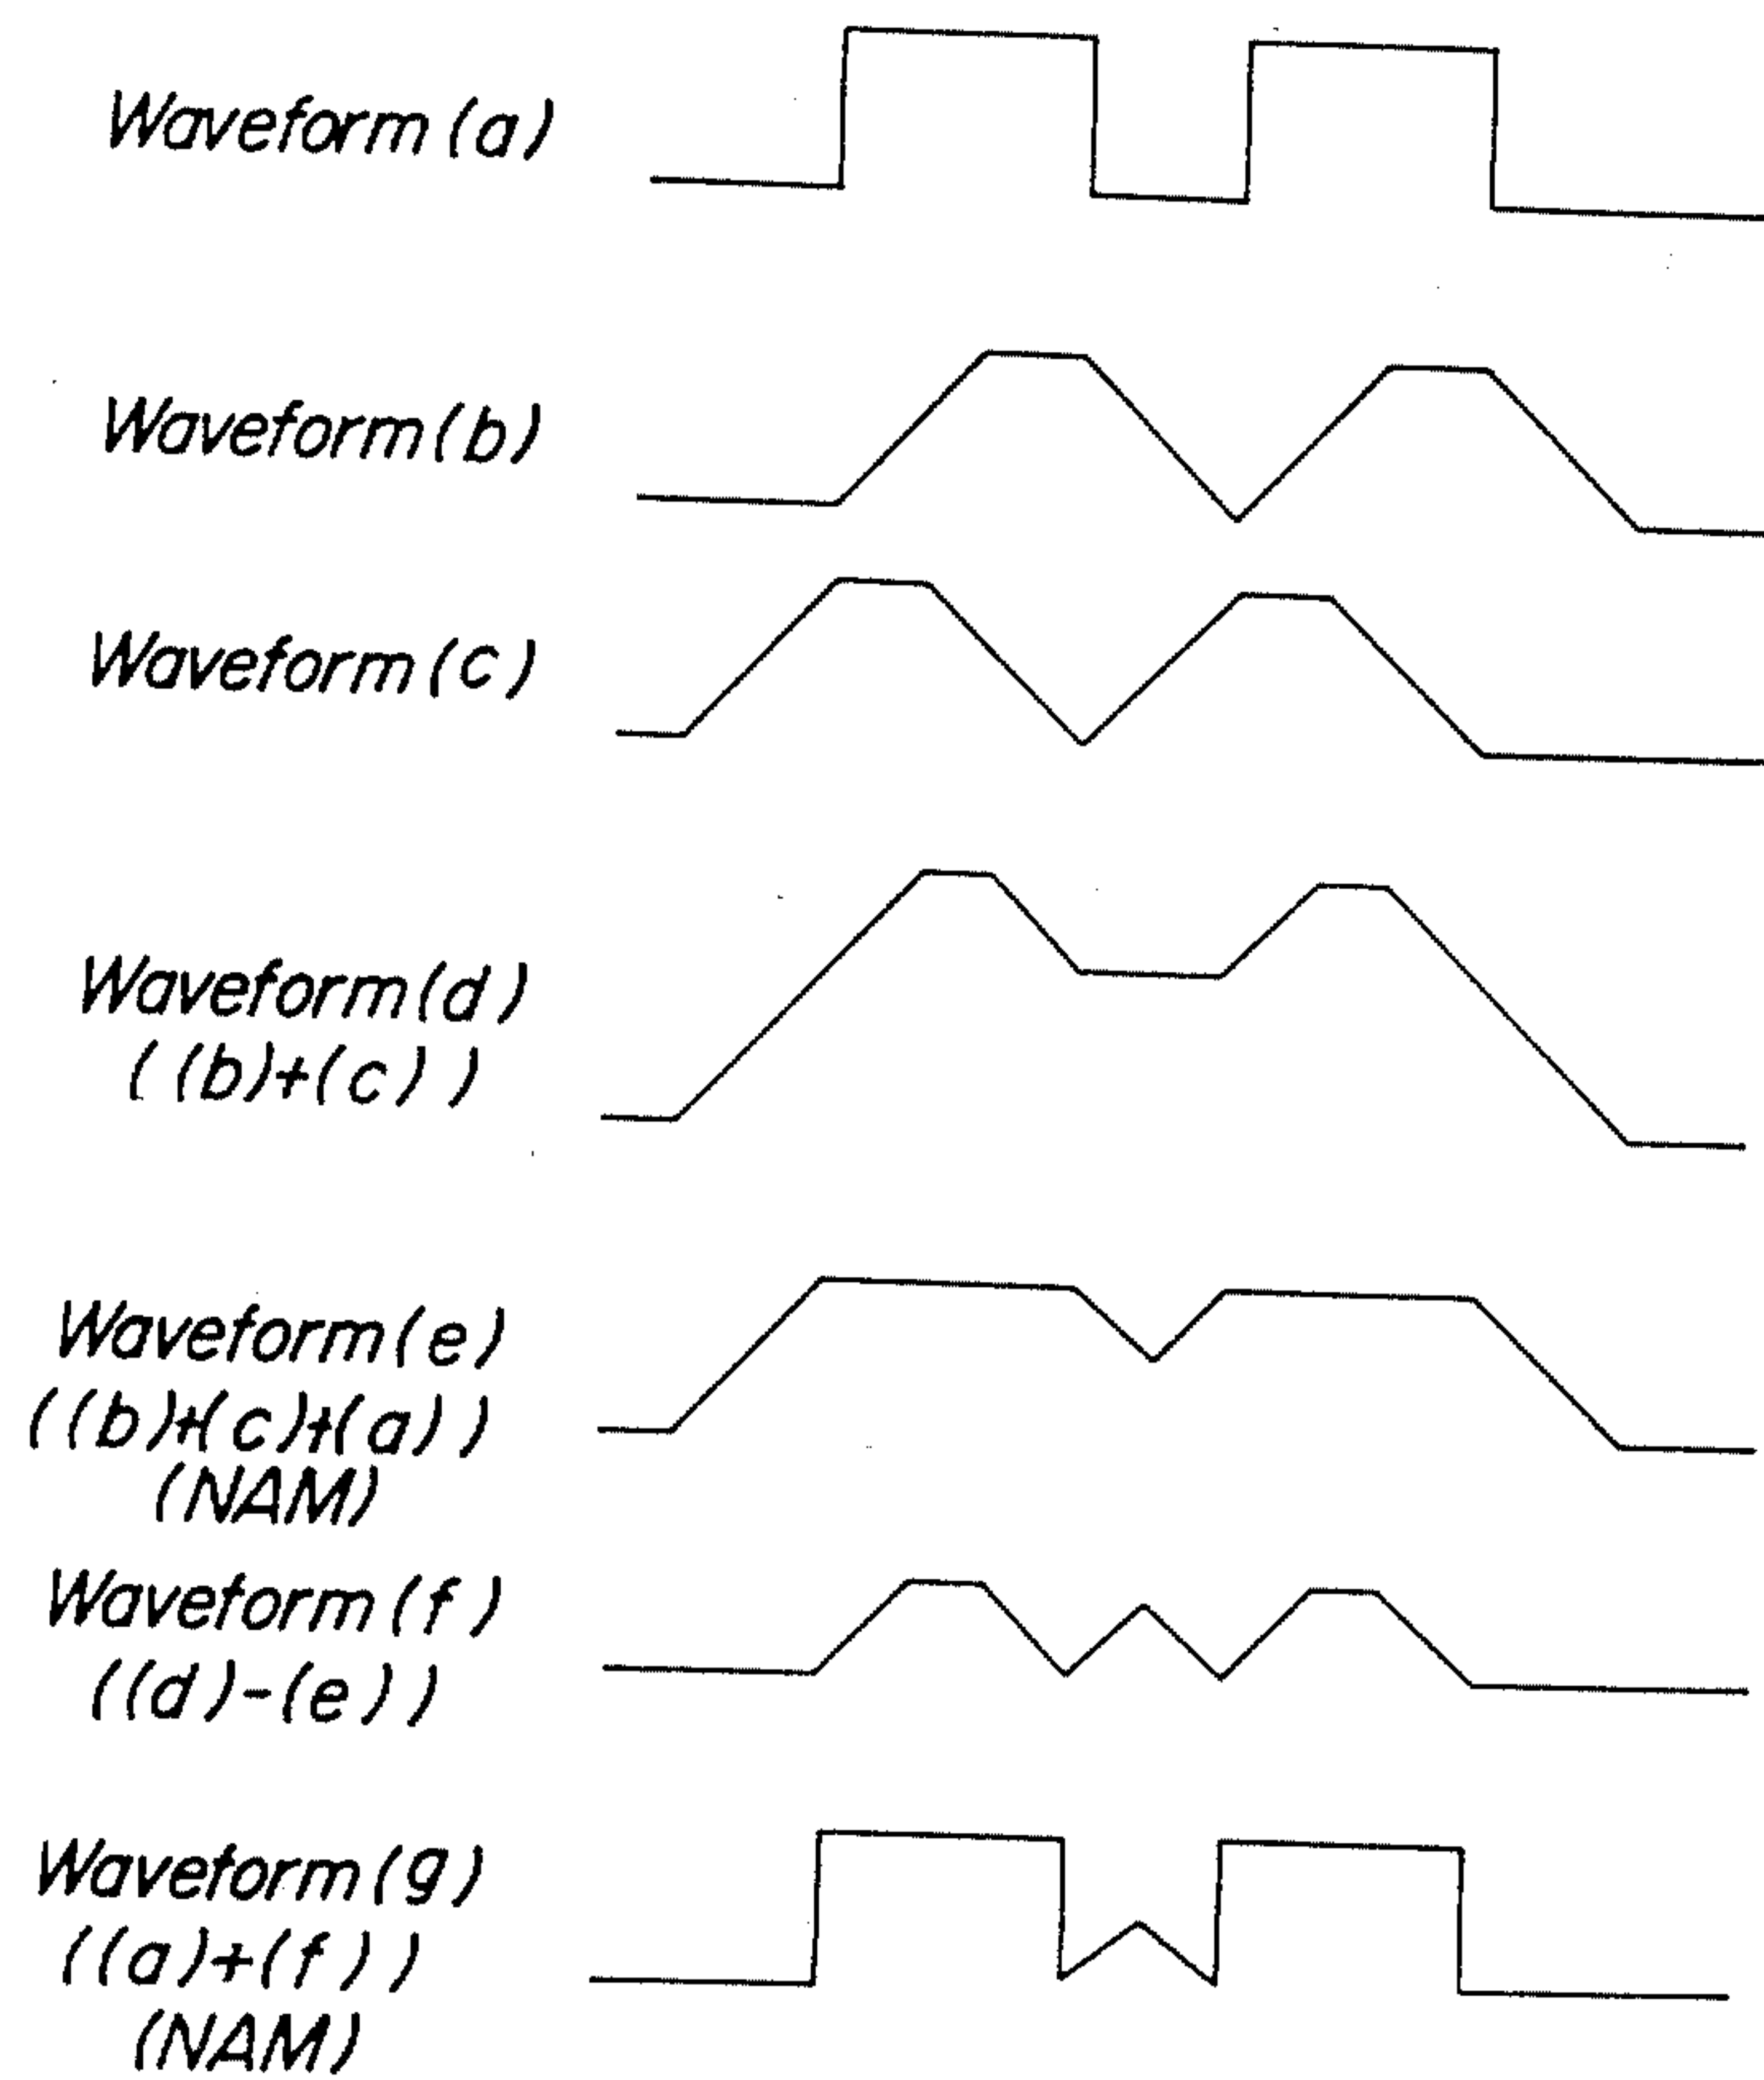 Waveform (a)
Waveform (b)
Waveform (c)
Waveform (d)
((b)+(c))
Waveform (e)
((b)+(c)+(a))
(NAM)
Waveform (f)
((d)-(e))
Waveform (g)
((a)+(f))
(NAM)